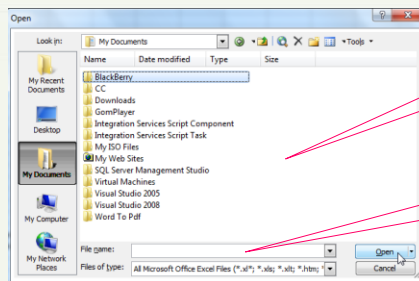 Open
Look in:
My Documents
Tools
Name Date modified Type Size
My Recent
Documents
Desktop
My Documents
My Computer
My Network
Places
BlackBerry
CC
Downloads
GomPlayer
Integration Services Script Component
Integration Services Script Task
My ISO Files
My Web Sites
SQL Server Management Studio
Virtual Machines
Visual Studio 2005
Visual Studio 2008
Word To Pdf
File name:
Open
Files of type: All Microsoft Office Excel Files (*.xl*; *.xls; *.xlt; *.htm; *
Cancel